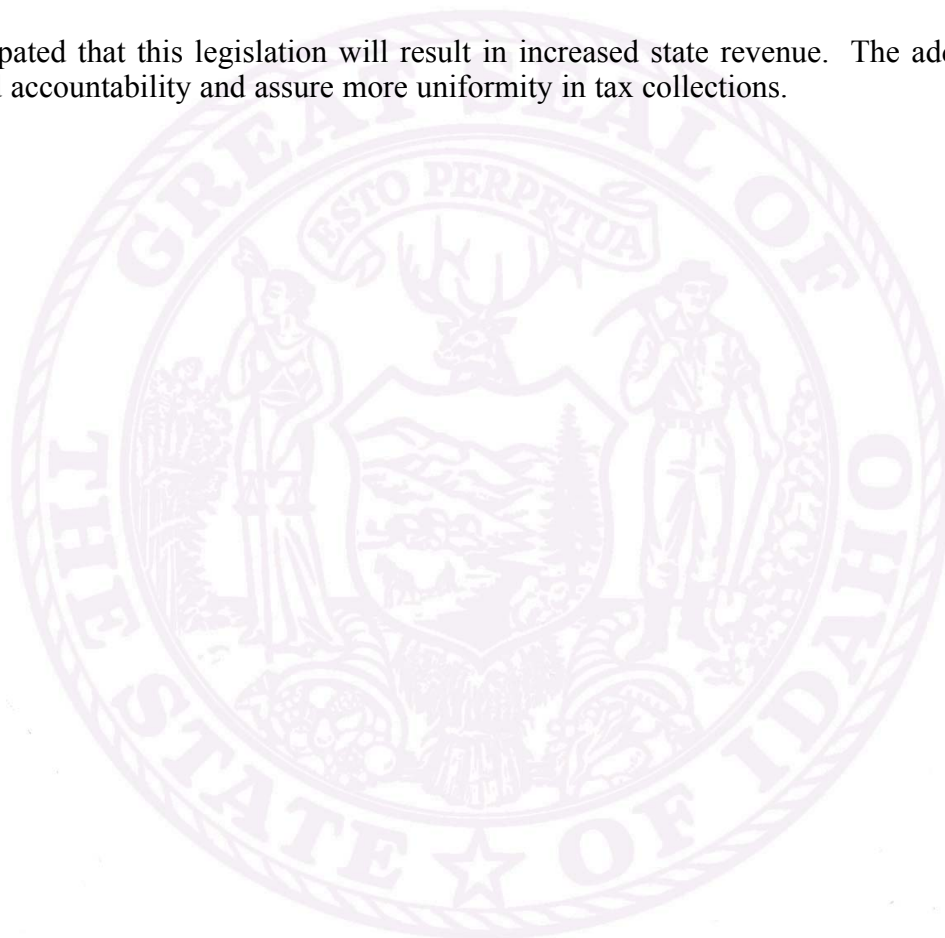 pated that this legislation will result in increased state revenue. The add
accountability and assure more uniformity in tax collections.
GREAT SEAL OF
ESTO PERPETUA
THE STATE OF IDAHO